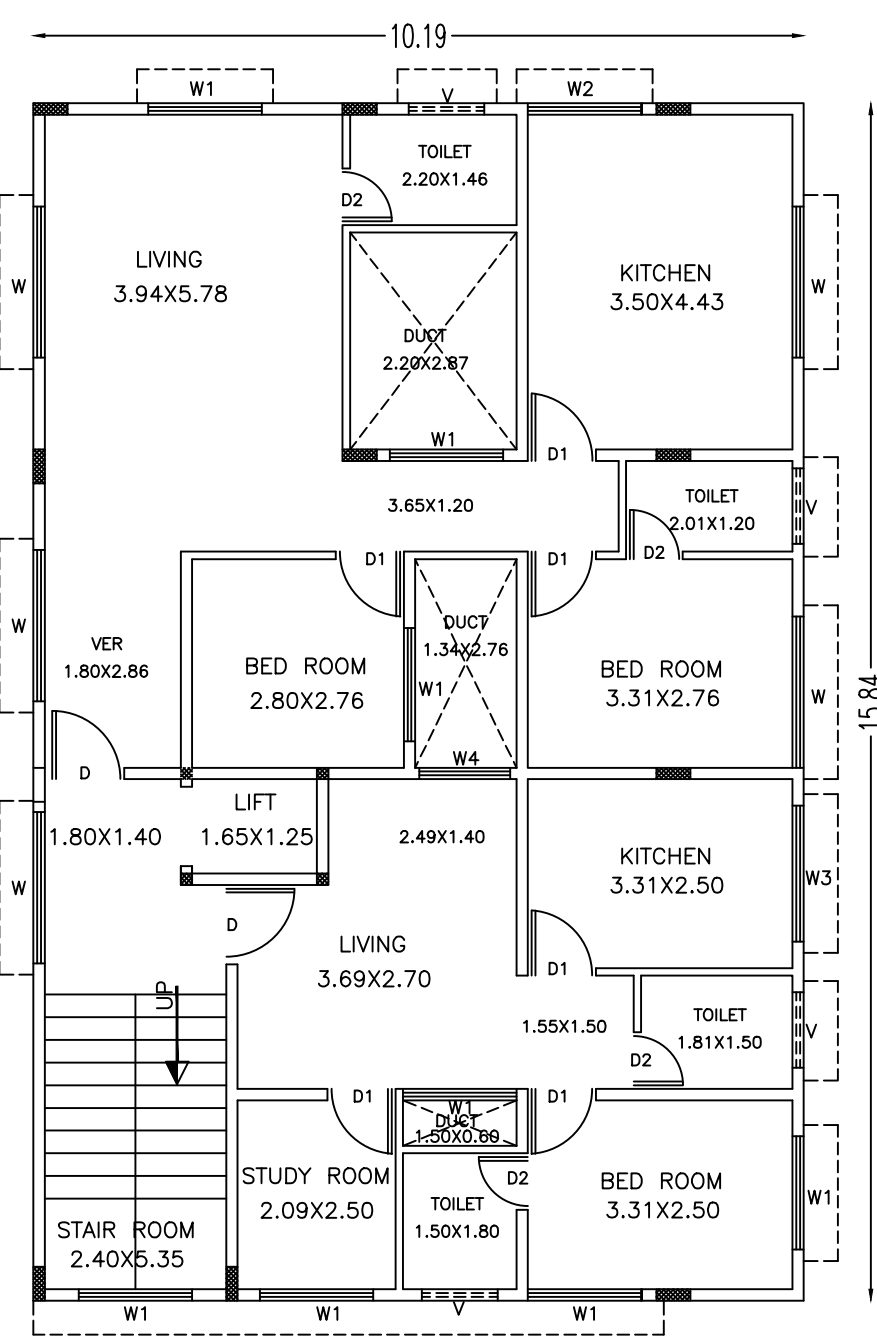 10.19
W1
V
W2
TOILET
2.20X1.46
D2
LIVING
3.94X5.78
KITCHEN
3.50X4.43
W
W
DUCT
2.20X2.87
W1
D1
3.65X1.20
TOILET
2.01X1.20
V
D2
D1
D1
W
VER
1.80X2.86
BED ROOM
2.80X2.76
DUCT
1.34X2.76
W1
BED ROOM
3.31X2.76
W
15.84
W4
D
LIFT
1.65X1.25
1.80X1.40
2.49X1.40
KITCHEN
3.31X2.50
W
W3
D
LIVING
3.69X2.70
D1
UP
1.55X1.50
TOILET
1.81X1.50
V
D2
D1
W1
DUCT
1.50X0.60
D1
STUDY ROOM
2.09X2.50
D2
TOILET
1.50X1.80
BED ROOM
3.31X2.50
W1
STAIR ROOM
2.40X5.35
W1
W1
V
W1